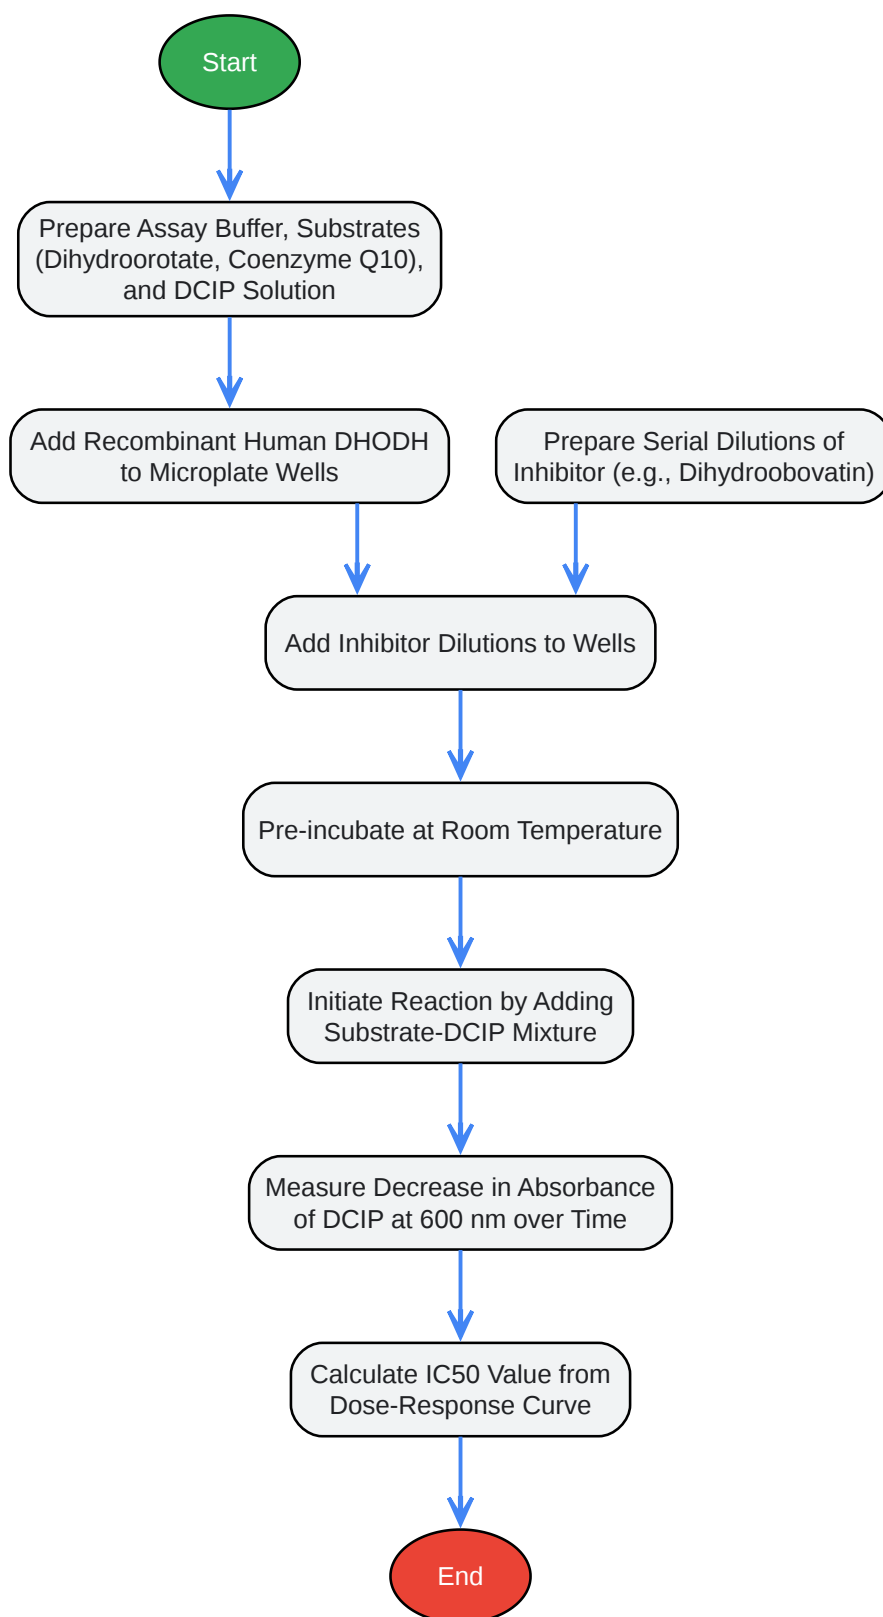 Start
Prepare Assay Buffer, Substrates
(Dihydroorotate, Coenzyme Q10),
and DCIP Solution
Add Recombinant Human DHODH
to Microplate Wells
Prepare Serial Dilutions of
Inhibitor (e.g., Dihydroobovatin)
Add Inhibitor Dilutions to Wells
Pre-incubate at Room Temperature
Initiate Reaction by Adding
Substrate-DCIP Mixture
Measure Decrease in Absorbance
of DCIP at 600 nm over Time
Calculate IC50 Value from
Dose-Response Curve
End